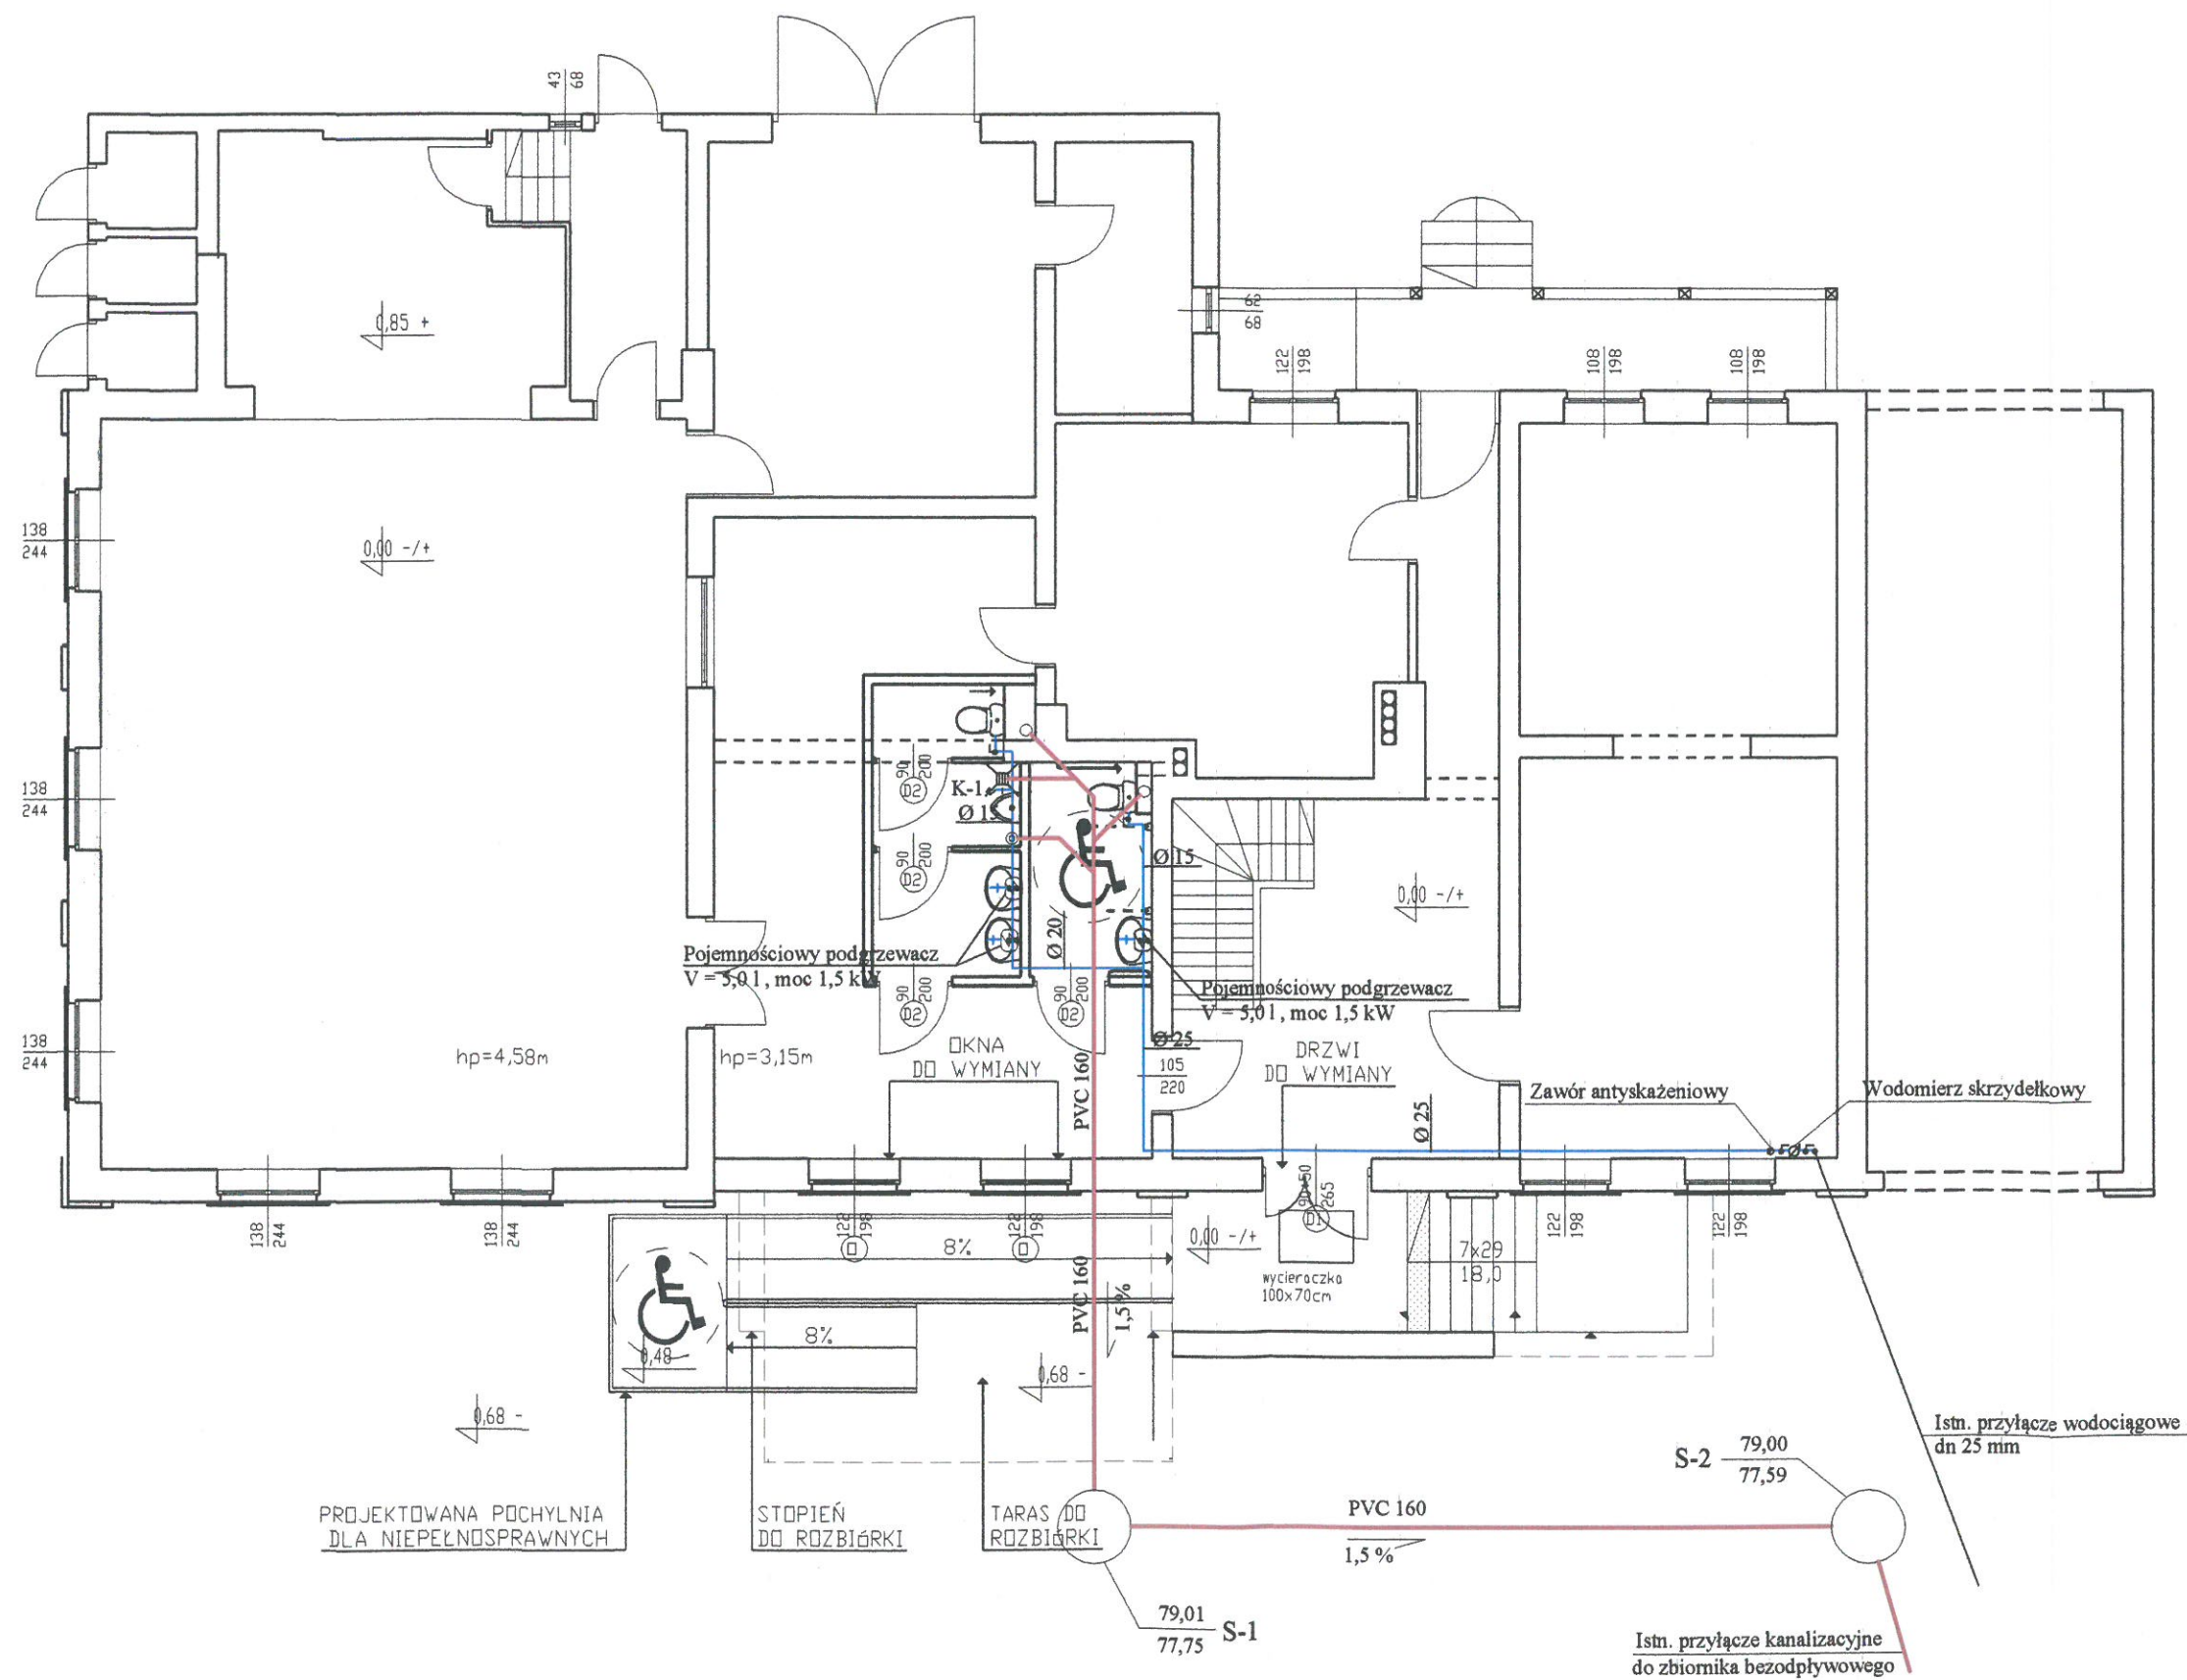 43
68
0,85 +
62
68
122
198
108
198
108
198
138
244
0,00 -/+
138
244
90
200
D2
K-1
Ø 15
90
200
D2
Ø 15
0,00 -/+
Ø 20
Pojemnościowy podgrzewacz
V = 5,0 l , moc 1,5 kW
Pojemnościowy podgrzewacz
V = 5,0 l , moc 1,5 kW
90
200
D2
90
200
D2
138
244
hp=4,58m
hp=3,15m
OKNA
DO WYMIANY
PVC 160
Ø 25
105
220
DRZWI
DO WYMIANY
Ø 25
Zawór antyskażeniowy
Wodomierz skrzydełkowy
138
244
138
244
122
198
O
122
198
O
8%
0,00 -/+
90+50
265
D1
wycieraczka
100x70cm
7x29
18,0
122
198
122
198
PVC 160
1,5 %
8%
0,48-
0,68 -
0,68 -
Istn. przyłącze wodociągowe
dn 25 mm
S-2
79,00
77,59
PROJEKTOWANA POCHYLNIA
DLA NIEPEŁNOSPRAWNYCH
STOPIEŃ
DO ROZBIóRKI
TARAS DO
ROZBIóRKI
PVC 160
1,5 %
79,01
77,75
S-1
Istn. przyłącze kanalizacyjne
do zbiornika bezodpływowego